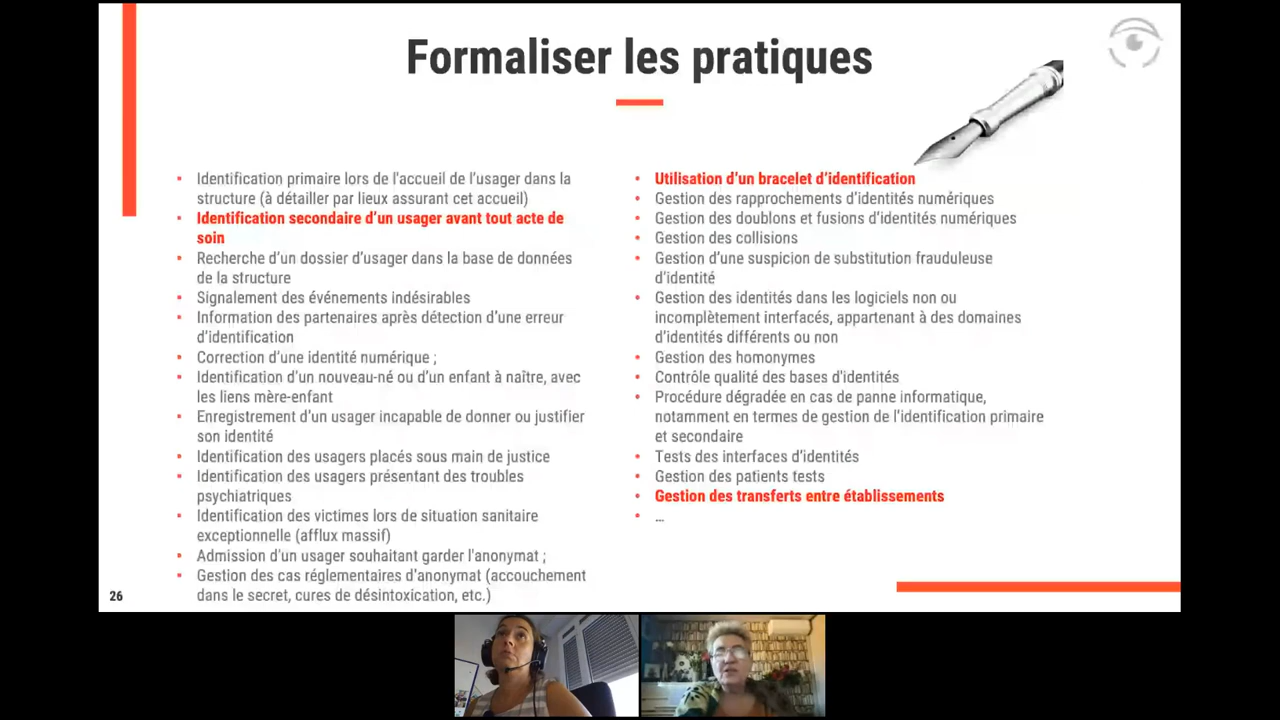 Formaliser les pratiques
Identification primaire lors de l'accueil de l'usager dans la
structure (à détailler par lieux assurant cet accueil)
Identification secondaire d'un usager avant tout acte de
soin
Recherche d'un dossier d'usager dans la base de données
de la structure
Signalement des événements indésirables
Information des partenaires après détection d'une erreur
d'identification
Correction d'une identité numérique ;
Identification d'un nouveau-né ou d'un enfant à naître, avec
les liens mère-enfant
Enregistrement d'un usager incapable de donner ou justifier
son identité
Identification des usagers placés sous main de justice
Identification des usagers présentant des troubles
psychiatriques
Identification des victimes lors de situation sanitaire
exceptionnelle (afflux massif)
Admission d'un usager souhaitant garder l'anonymat ;
Gestion des cas réglementaires d'anonymat (accouchement
dans le secret, cures de désintoxication, etc.)
Utilisation d'un bracelet d'identification
Gestion des rapprochements d'identités numériques
Gestion des doublons et fusions d'identités numériques
Gestion des collisions
Gestion d'une suspicion de substitution frauduleuse
d'identité
Gestion des identités dans les logiciels non ou
incomplètement interfacés, appartenant à des domaines
d'identités différents ou non
Gestion des homonymes
Contrôle qualité des bases d'identités
Procédure dégradée en cas de panne informatique,
notamment en termes de gestion de l'identification primaire
et secondaire
Tests des interfaces d'identités
Gestion des patients tests
Gestion des transferts entre établissements
...
26